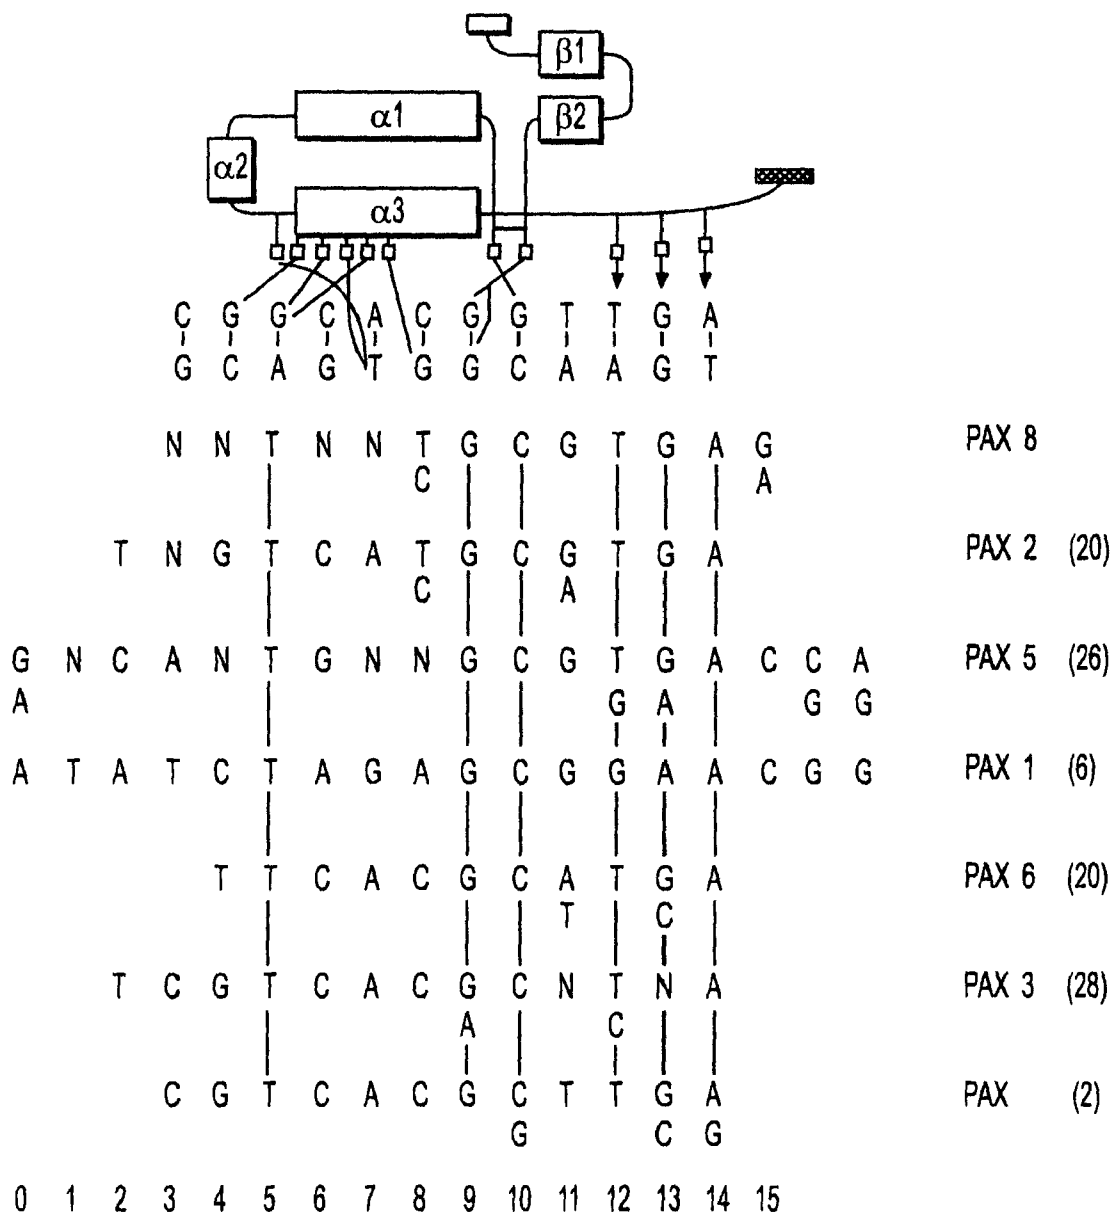 β1
β2
α1
α2
α3
C G G C A C G G T T G A
G C A G T G G C A A G T
N N T N N T G C G T G A G PAX 8
C A
T N G T C A T G C G T G A PAX 2 (20)
C A
G N C A N T G N N G C G T G A C C A PAX 5 (26)
A G A G G
A T A T C T A G A G C G G A A C G G PAX 1 (6)
T T C A C G C A T G A PAX 6 (20)
T C
T C G T C A C G C N T N A PAX 3 (28)
A C
C G T C A C G C T T G A PAX (2)
G C G
0 1 2 3 4 5 6 7 8 9 10 11 12 13 14 15